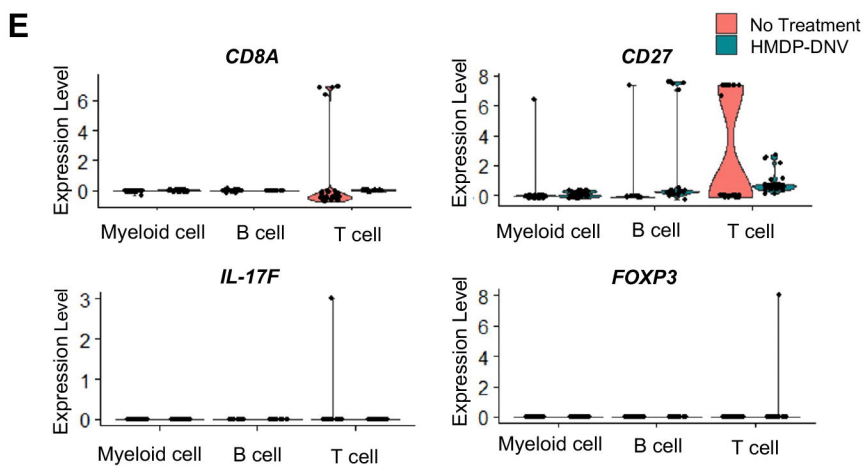 E
No Treatment
HMDP-DNV
CD8A
Expression Level
6
4
2
0
Myeloid cell
B cell
T cell
CD27
Expression Level
8
6
4
2
0
Myeloid cell
B cell
T cell
IL-17F
Expression Level
3
2
1
0
Myeloid cell
B cell
T cell
FOXP3
Expression Level
8
6
4
2
0
Myeloid cell
B cell
T cell